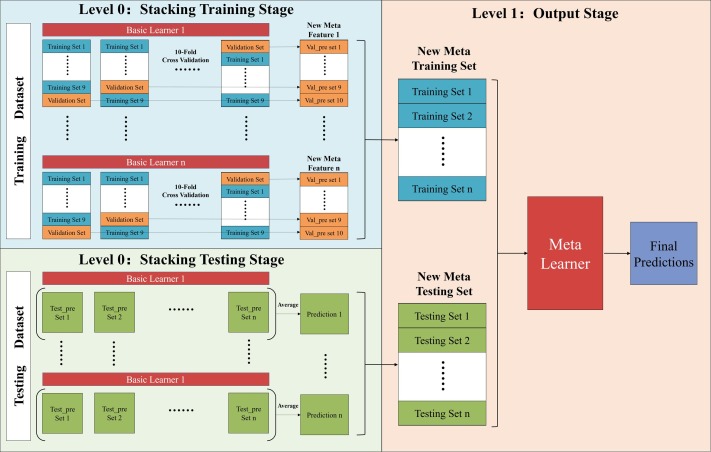 Level 0: Stacking Training Stage
Training Dataset
Basic Learner 1
New Meta
Feature 1
Training Set 1
Training Set 1
10-Fold
Cross Validation
Validation Set
Training Set 1
Val_pre set 1
Training Set 9
Validation Set
Val_pre set 9
Validation Set
Training Set 9
Training Set 9
Val_pre set 10
Basic Learner n
New Meta
Feature n
Training Set 1
Training Set 1
10-Fold
Cross Validation
Validation Set
Training Set 1
Val_pre set 1
Training Set 9
Validation Set
Val_pre set 9
Validation Set
Training Set 9
Training Set 9
Val_pre set 10
Level 0: Stacking Testing Stage
Testing Dataset
Basic Learner 1
Test_pre
Set 1
Test_pre
Set 2
Test_pre
Set n
Average
Prediction 1
Basic Learner 1
Test_pre
Set 1
Test_pre
Set 2
Test_pre
Set n
Average
Prediction n
Level 1: Output Stage
New Meta
Training Set
Training Set 1
Training Set 2
Training Set n
New Meta
Testing Set
Testing Set 1
Testing Set 2
Testing Set n
Meta
Learner
Final
Predictions